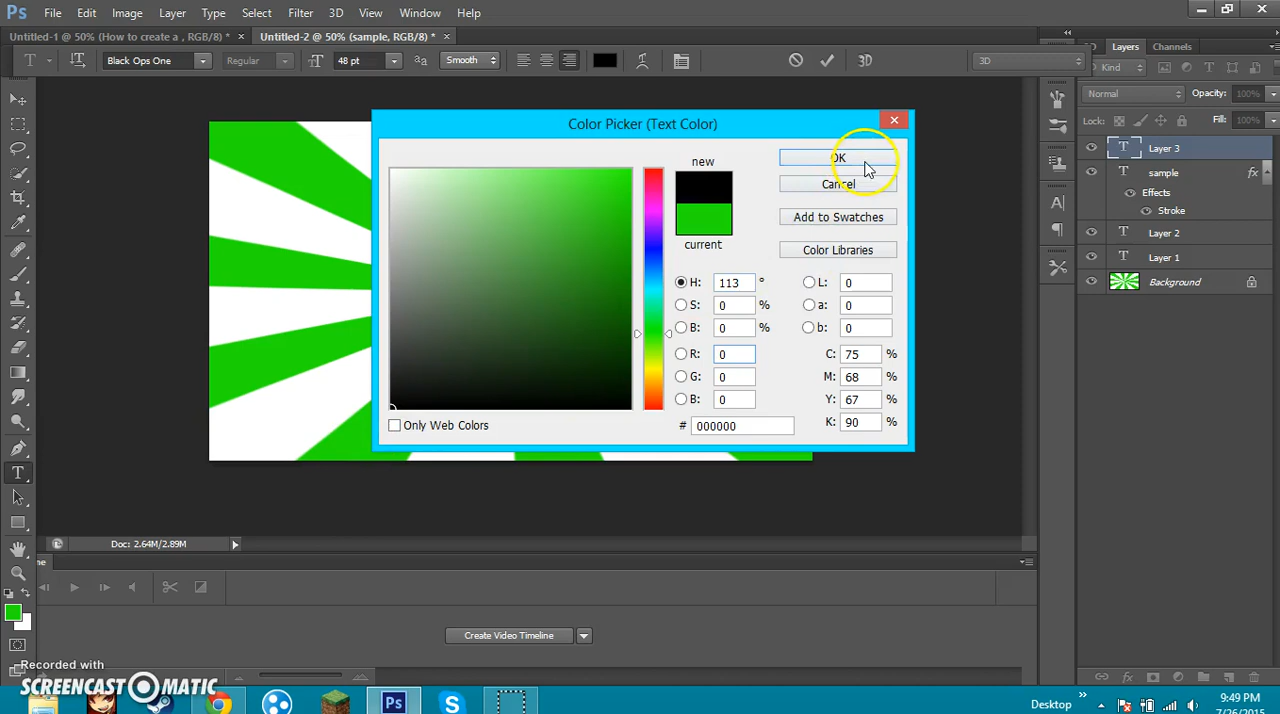 Ps File Edit Image Layer Type Select Filter 3D View Window Help
Untitled-1 @ 50% (How to create a , RGB/8) * × Untitled-2 @ 50% (sample, RGB/8) * × Layers Channels
T Black Ops One Regular 48 pt Smooth 3D 3D Kind
Normal Opacity: 100%
Lock: Fill: 100%
Color Picker (Text Color)
new OK
Cancel
current
Add to Swatches
Color Libraries
H: 113 ° L: 0
S: 0 % a: 0
B: 0 % b: 0
R: 0 C: 75 %
G: 0 M: 68 %
B: 0 Y: 67 %
# 000000 K: 90 %
Only Web Colors
T Layer 3
T sample fx
Effects
Stroke
T Layer 2
T Layer 1
Background
Doc: 2.64M/2.89M
Create Video Timeline
Recorded with
SCREENCAST MATIC
Ps S Desktop 9:49 PM
7/26/2015